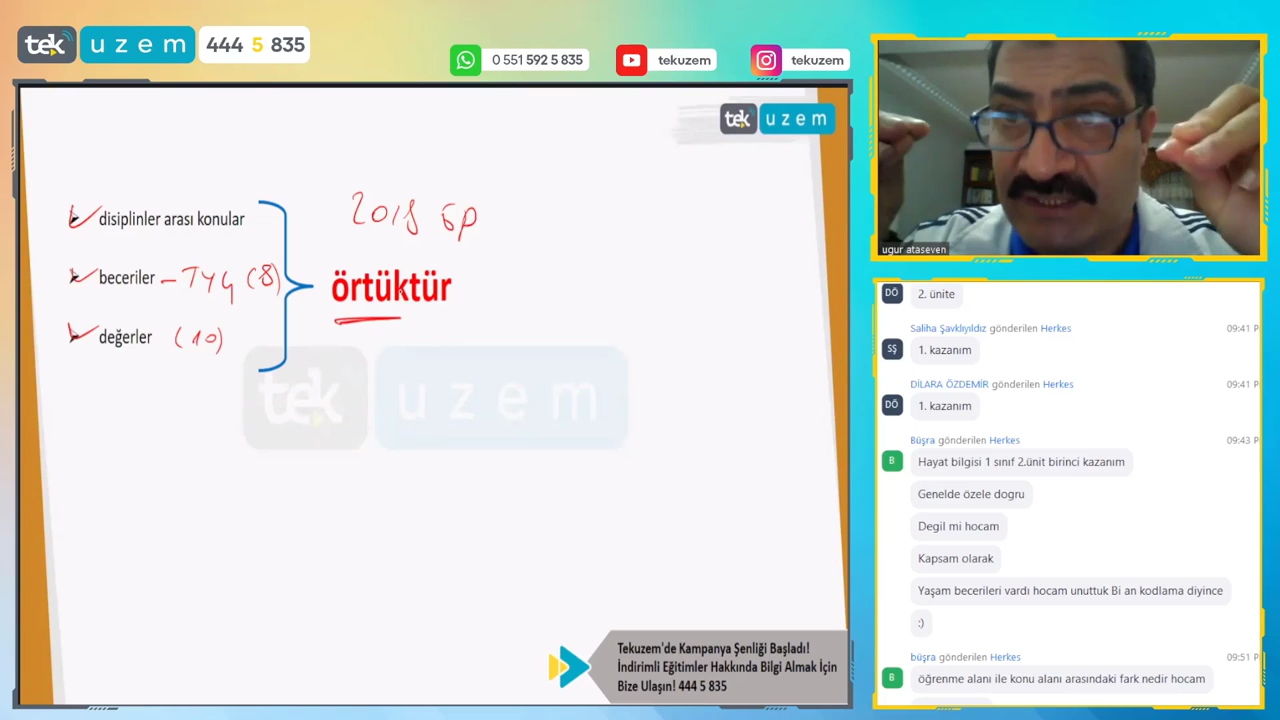 tek uzem 444 5 835
0 551 592 5 835
tekuzem
tekuzem
tek uzem
disiplinler arası konular
beceriler - TYÇ (8)
değerler (10)
2018 öp
örtüktür
tek uzem
Tekuzem'de Kampanya Şenliği Başladı!
İndirimli Eğitimler Hakkında Bilgi Almak İçin
Bize Ulaşın! 444 5 835
ugur ataseven
DÖ 2. ünite
Saliha Şavklıyıldız gönderilen Herkes 09:41 P
SŞ 1. kazanım
DİLARA ÖZDEMİR gönderilen Herkes 09:41 P
DÖ 1. kazanım
Büşra gönderilen Herkes 09:43 P
B Hayat bilgisi 1 sınıf 2.ünit birinci kazanım
Genelde özele dogru
Degil mi hocam
Kapsam olarak
Yaşam becerileri vardı hocam unuttuk Bi an kodlama diyince
:)
büşra gönderilen Herkes 09:51 P
B öğrenme alanı ile konu alanı arasındaki fark nedir hocam